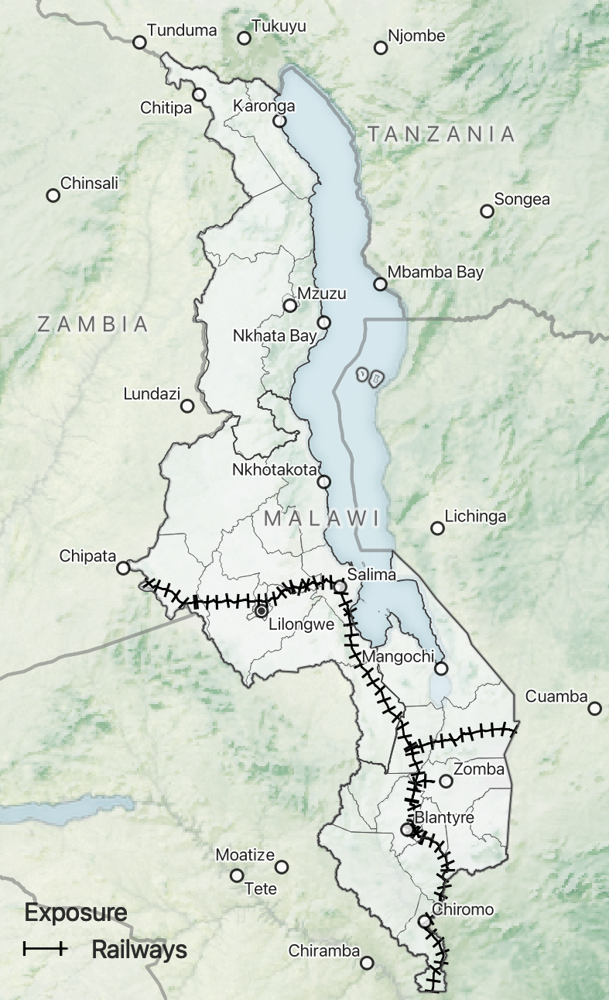 Tunduma
Tukuyu
Njombe
Chitipa
Karonga
TANZANIA
Chinsali
Songea
Mbamba Bay
Mzuzu
ZAMBIA
Nkhata Bay
Lundazi
Nkhotakota
MALAWI
Lichinga
Chipata
Salima
Lilongwe
Mangochi
Cuamba
Zomba
Blantyre
Moatize
Tete
Chiromo
Exposure
Railways
Chiramba